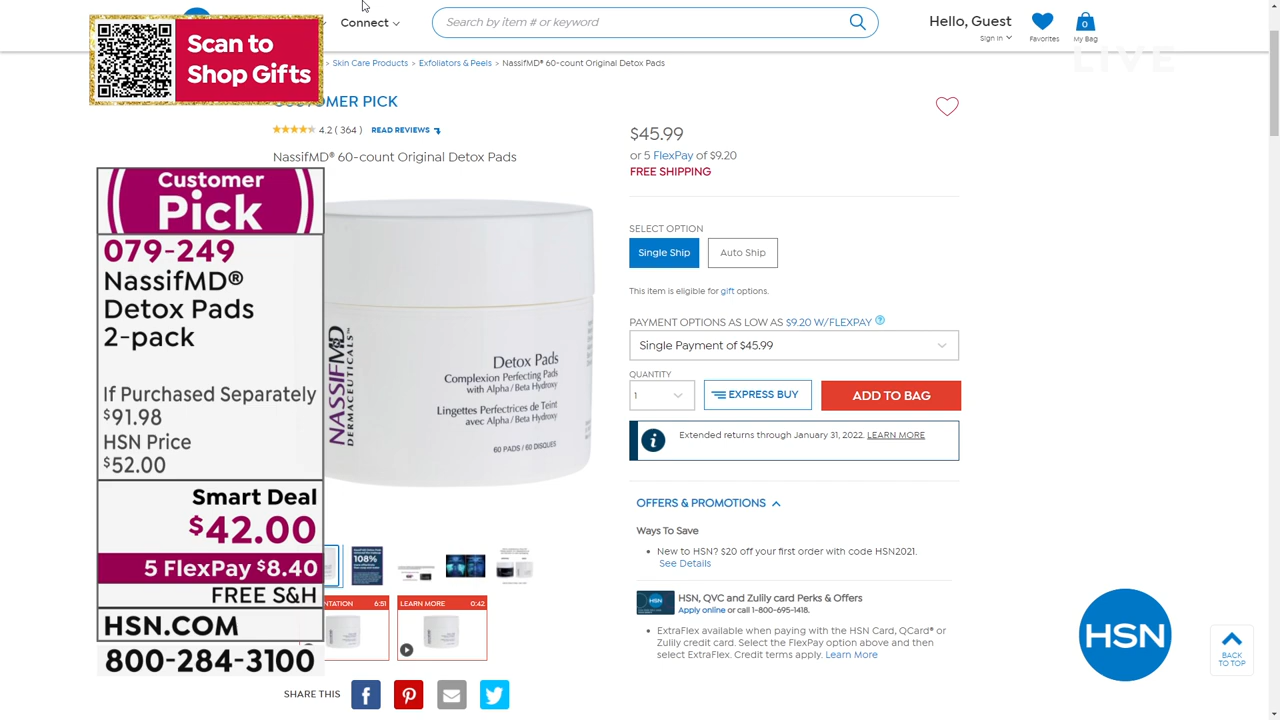 Connect
Search by item # or keyword
Hello, Guest
Sign In
Favorites
0
My Bag
LIVE
Scan to
Shop Gifts
> Skin Care Products > Exfoliators & Peels > NassifMD® 60-count Original Detox Pads
CUSTOMER PICK
4.2 ( 364 ) READ REVIEWS
NassifMD® 60-count Original Detox Pads
$45.99
or 5 FlexPay of $9.20
FREE SHIPPING
SELECT OPTION
Single Ship
Auto Ship
This item is eligible for gift options.
PAYMENT OPTIONS AS LOW AS $9.20 W/FLEXPAY ?
Single Payment of $45.99
QUANTITY
1
EXPRESS BUY
ADD TO BAG
Extended returns through January 31, 2022. LEARN MORE
OFFERS & PROMOTIONS
Ways To Save
• New to HSN? $20 off your first order with code HSN2021.
See Details
HSN
HSN, QVC and Zulily card Perks & Offers
Apply online or call 1-800-695-1418.
• ExtraFlex available when paying with the HSN Card, QCard® or
Zulily credit card. Select the FlexPay option above and then
select ExtraFlex. Credit terms apply. Learn More
Customer
Pick
079-249
NassifMD®
Detox Pads
2-pack
If Purchased Separately
$91.98
HSN Price
$52.00
Smart Deal
$42.00
5 FlexPay $8.40
FREE S&H
HSN.COM
800-284-3100
NASSIFMD
DERMACEUTICALS™
Detox Pads
Complexion Perfecting Pads
with Alpha / Beta Hydroxy
Lingettes Perfectrices de Teint
avec Alpha / Beta Hydroxy
60 PADS / 60 DISQUES
108%
NTATION 6:51
LEARN MORE 0:42
SHARE THIS
HSN
BACK
TO TOP